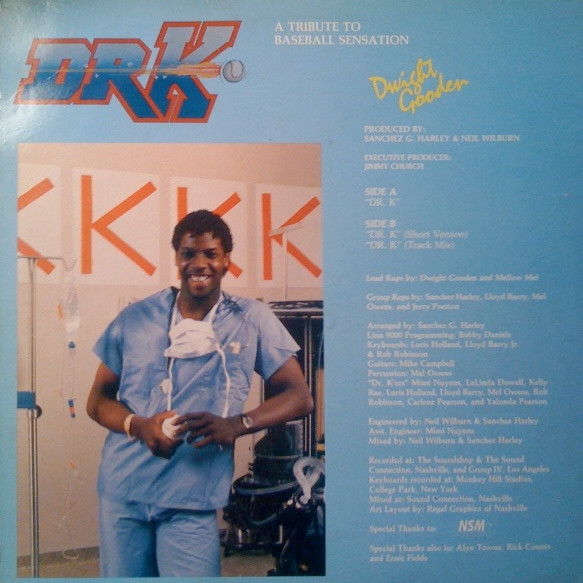 DR K
A TRIBUTE TO
BASEBALL SENSATION
Dwight
Gooden
PRODUCED BY:
SANCHEZ G. HARLEY & NEIL WILBURN
EXECUTIVE PRODUCER:
JIMMY CHURCH
SIDE A
"DR. K"
SIDE B
"DR. K" (Short Version)
"DR. K" (Track Mix)
K K K K
Lead Raps by: Dwight Gooden and Mellow Mel
Group Raps by: Sanchez Harley, Lloyd Barry, Mel
Owens, and Jerry Preston
Arranged by: Sanchez G. Harley
Linn 9000 Programming: Bobby Daniels
Keyboards: Loris Holland, Lloyd Barry Jr.
& Rob Robinson
Guitars: Mike Campbell
Percussion: Mel Owens
"Dr. K'ers" Mimi Nuyens, LaLinda Dowell, Kelly
Rae, Loris Holland, Lloyd Barry, Mel Owens, Rob
Robinson, Carlene Pearson, and Yalonda Pearson
Engineered by: Neil Wilburn & Sanchez Harley
Asst. Engineer: Mimi Nuyens
Mixed by: Neil Wilburn & Sanchez Harley
Recorded at: The Soundshop & The Sound
Connection, Nashville, and Group IV, Los Angeles
Keyboards recorded at: Monkey Hill Studios,
College Park, New York
Mixed at: Sound Connection, Nashville
Art Layout by: Ilegal Graphics of Nashville
Special Thanks to: NSM
Special Thanks also to: Alyn Towne, Rick Counts
and Ernie Fields